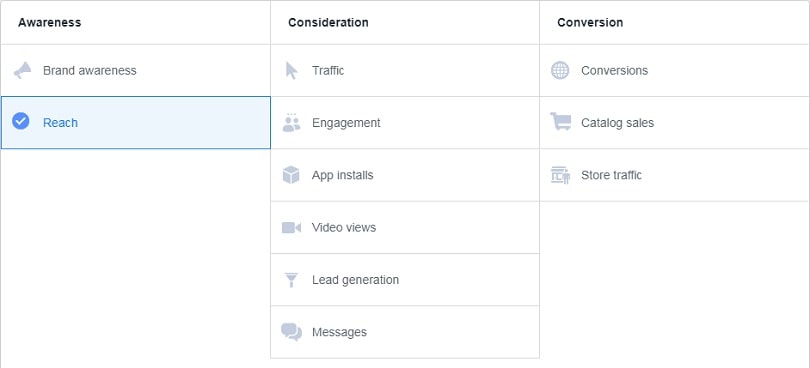 Awareness
Consideration
Conversion
Brand awareness
Traffic
Conversions
Reach
Engagement
Catalog sales
App installs
Store traffic
Video views
Lead generation
Messages